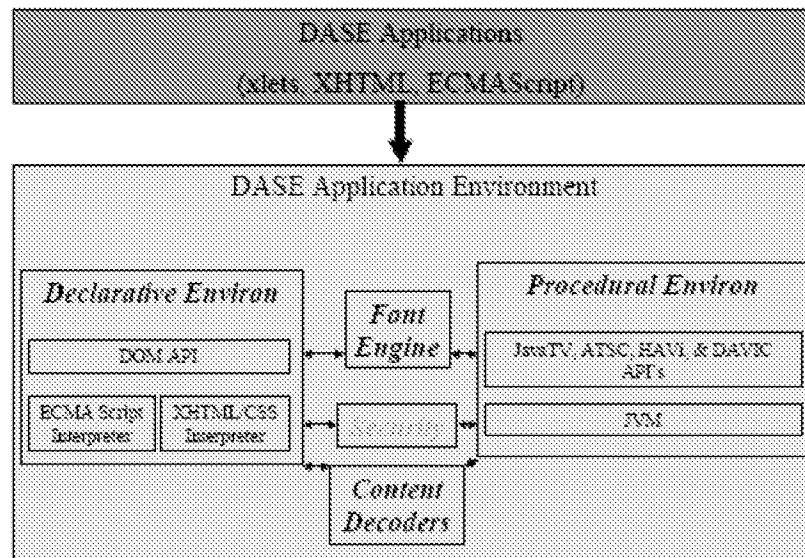 DASE Applications
(xlets, XHTML, ECMAScript)
DASE Application Environment
Declarative Environ
DOM API
ECMA Script
Interpreter
XHTML/CSS
Interpreter
Font
Engine
Security
Content
Decoders
Procedural Environ
JavaTV, ATSC, HAVi, & DAVIC
API's
JVM